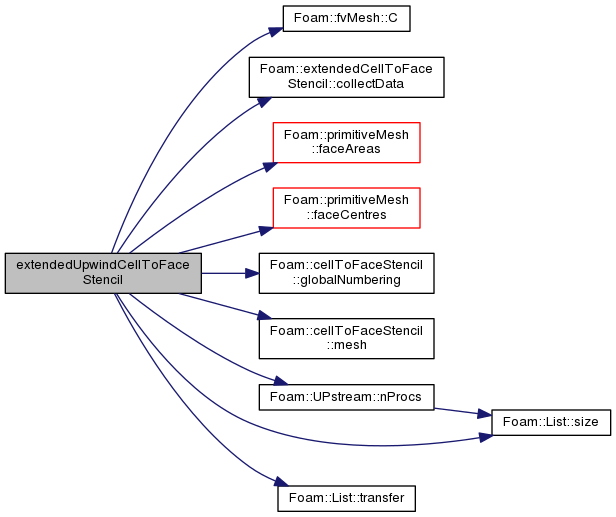 Foam::fvMesh::C
Foam::extendedCellToFace
Stencil::collectData
Foam::primitiveMesh
::faceAreas
Foam::primitiveMesh
::faceCentres
extendedUpwindCellToFace
Stencil
Foam::cellToFaceStencil
::globalNumbering
Foam::cellToFaceStencil
::mesh
Foam::UPstream::nProcs
Foam::List::size
Foam::List::transfer